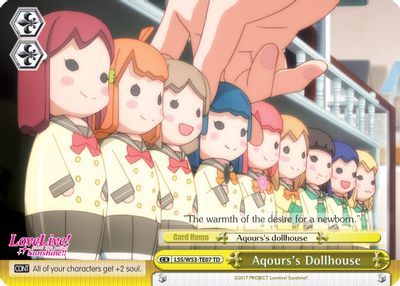 "The warmth of the desire for a newborn."
Card Name
Aqours's dollhouse
LoveLive!
Sunshine!!
CX
LSS/W53-TE07 TD
Aqours's Dollhouse
CONT All of your characters get +2 soul.
©2017 PROJECT Lovelive! Sunshine!!